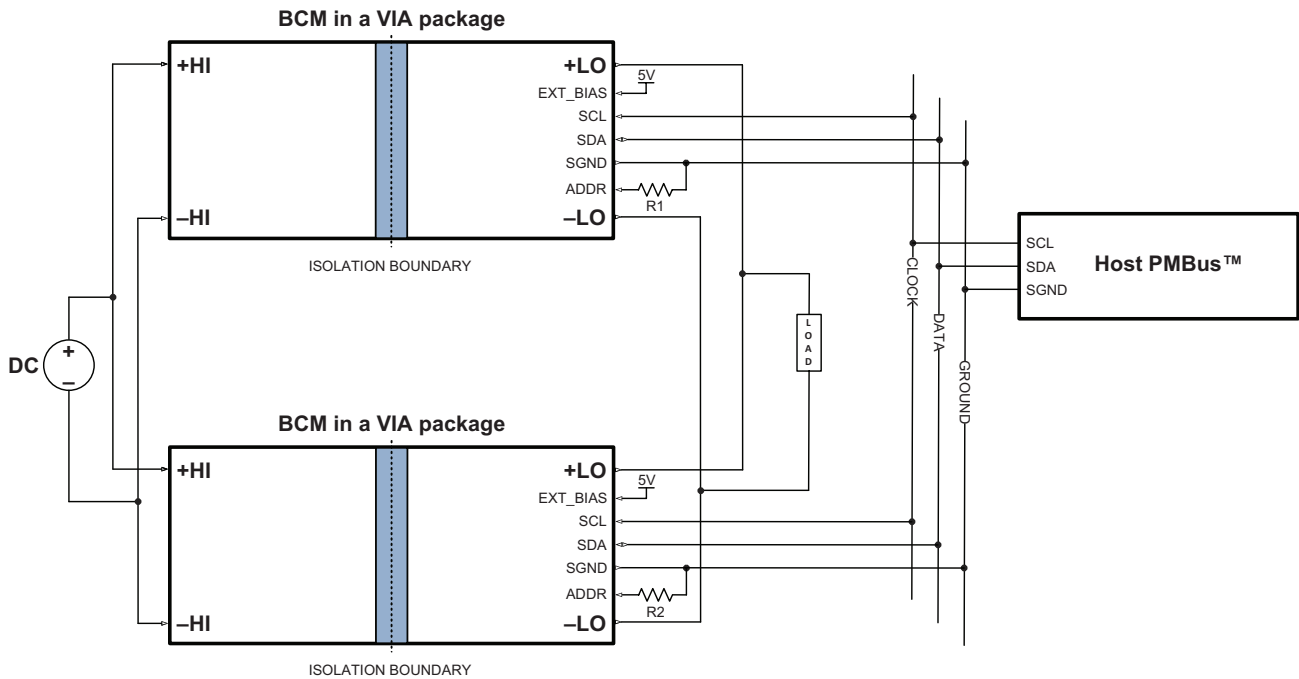 BCM in a VIA package
+HI
+LO
5V
EXT_BIAS
SCL
SDA
SGND
ADDR
R1
–HI
–LO
ISOLATION BOUNDARY
SCL
SDA
SGND
Host PMBus™
CLOCK
DATA
GROUND
LOAD
DC
+
–
BCM in a VIA package
+HI
+LO
5V
EXT_BIAS
SCL
SDA
SGND
ADDR
R2
–HI
–LO
ISOLATION BOUNDARY